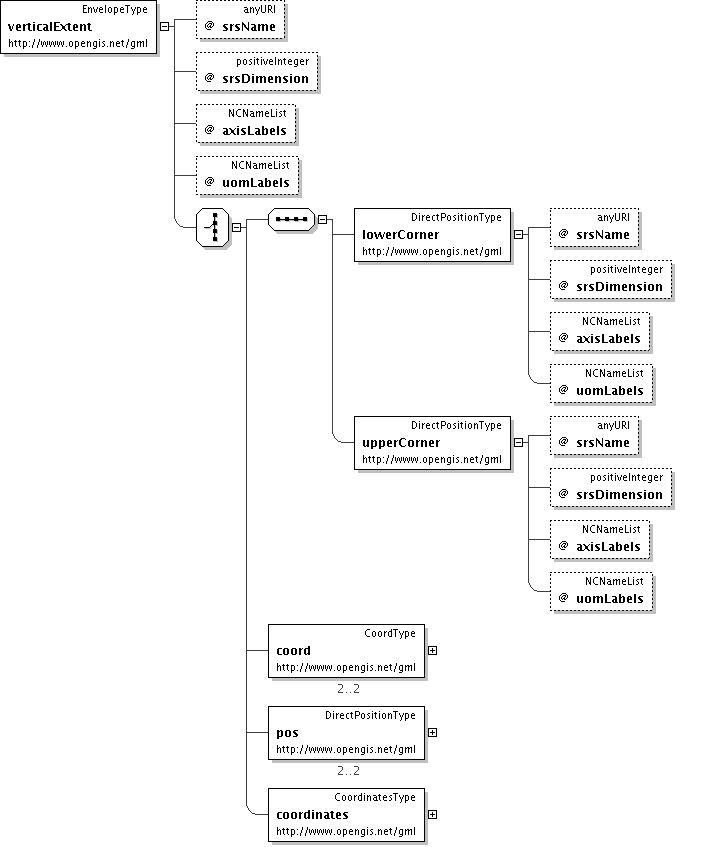 EnvelopeType
verticalExtent
http://www.opengis.net/gml
anyURI
@ srsName
positiveInteger
@ srsDimension
NCNameList
@ axisLabels
NCNameList
@ uomLabels
DirectPositionType
lowerCorner
http://www.opengis.net/gml
anyURI
@ srsName
positiveInteger
@ srsDimension
NCNameList
@ axisLabels
NCNameList
@ uomLabels
DirectPositionType
upperCorner
http://www.opengis.net/gml
anyURI
@ srsName
positiveInteger
@ srsDimension
NCNameList
@ axisLabels
NCNameList
@ uomLabels
CoordType
coord
http://www.opengis.net/gml
2..2
DirectPositionType
pos
http://www.opengis.net/gml
2..2
CoordinatesType
coordinates
http://www.opengis.net/gml